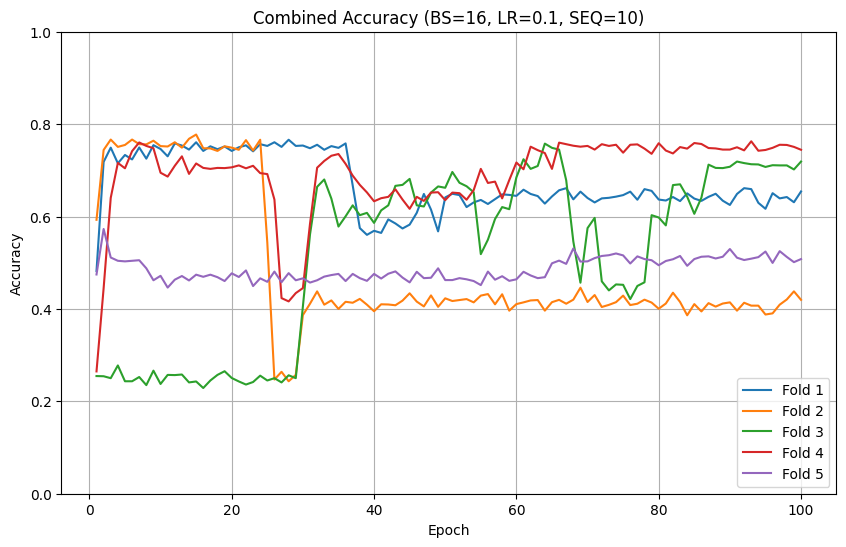 Combined Accuracy (BS=16, LR=0.1, SEQ=10)
1.0
0.8
0.6
0.4
0.2
0.0
Accuracy
0 20 40 60 80 100
Epoch
Fold 1
Fold 2
Fold 3
Fold 4
Fold 5